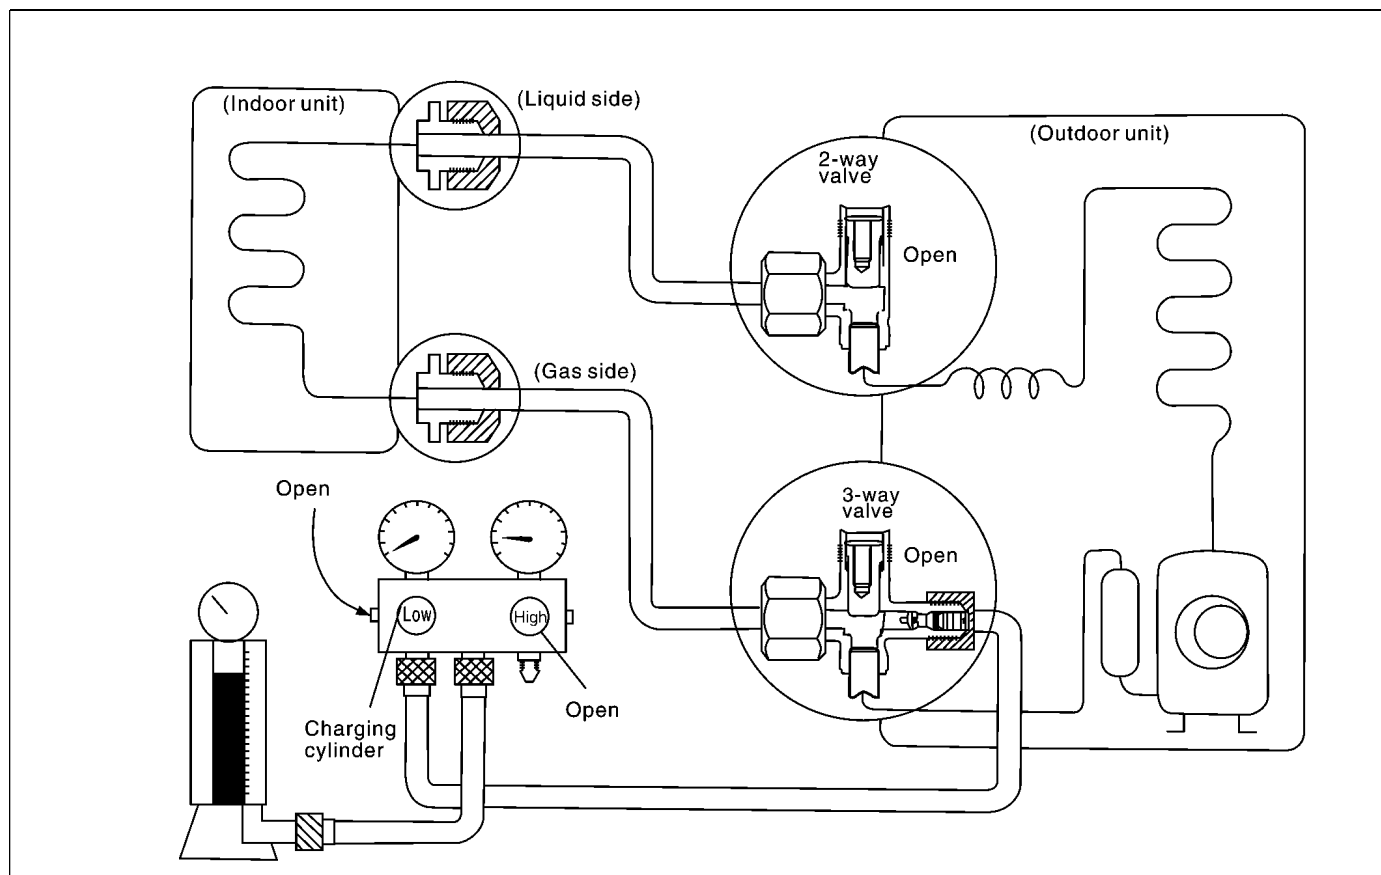 (Indoor unit)
(Liquid side)
(Outdoor unit)
2-way
valve
Open
(Gas side)
3-way
valve
Open
Open
Low
High
Open
Charging
cylinder